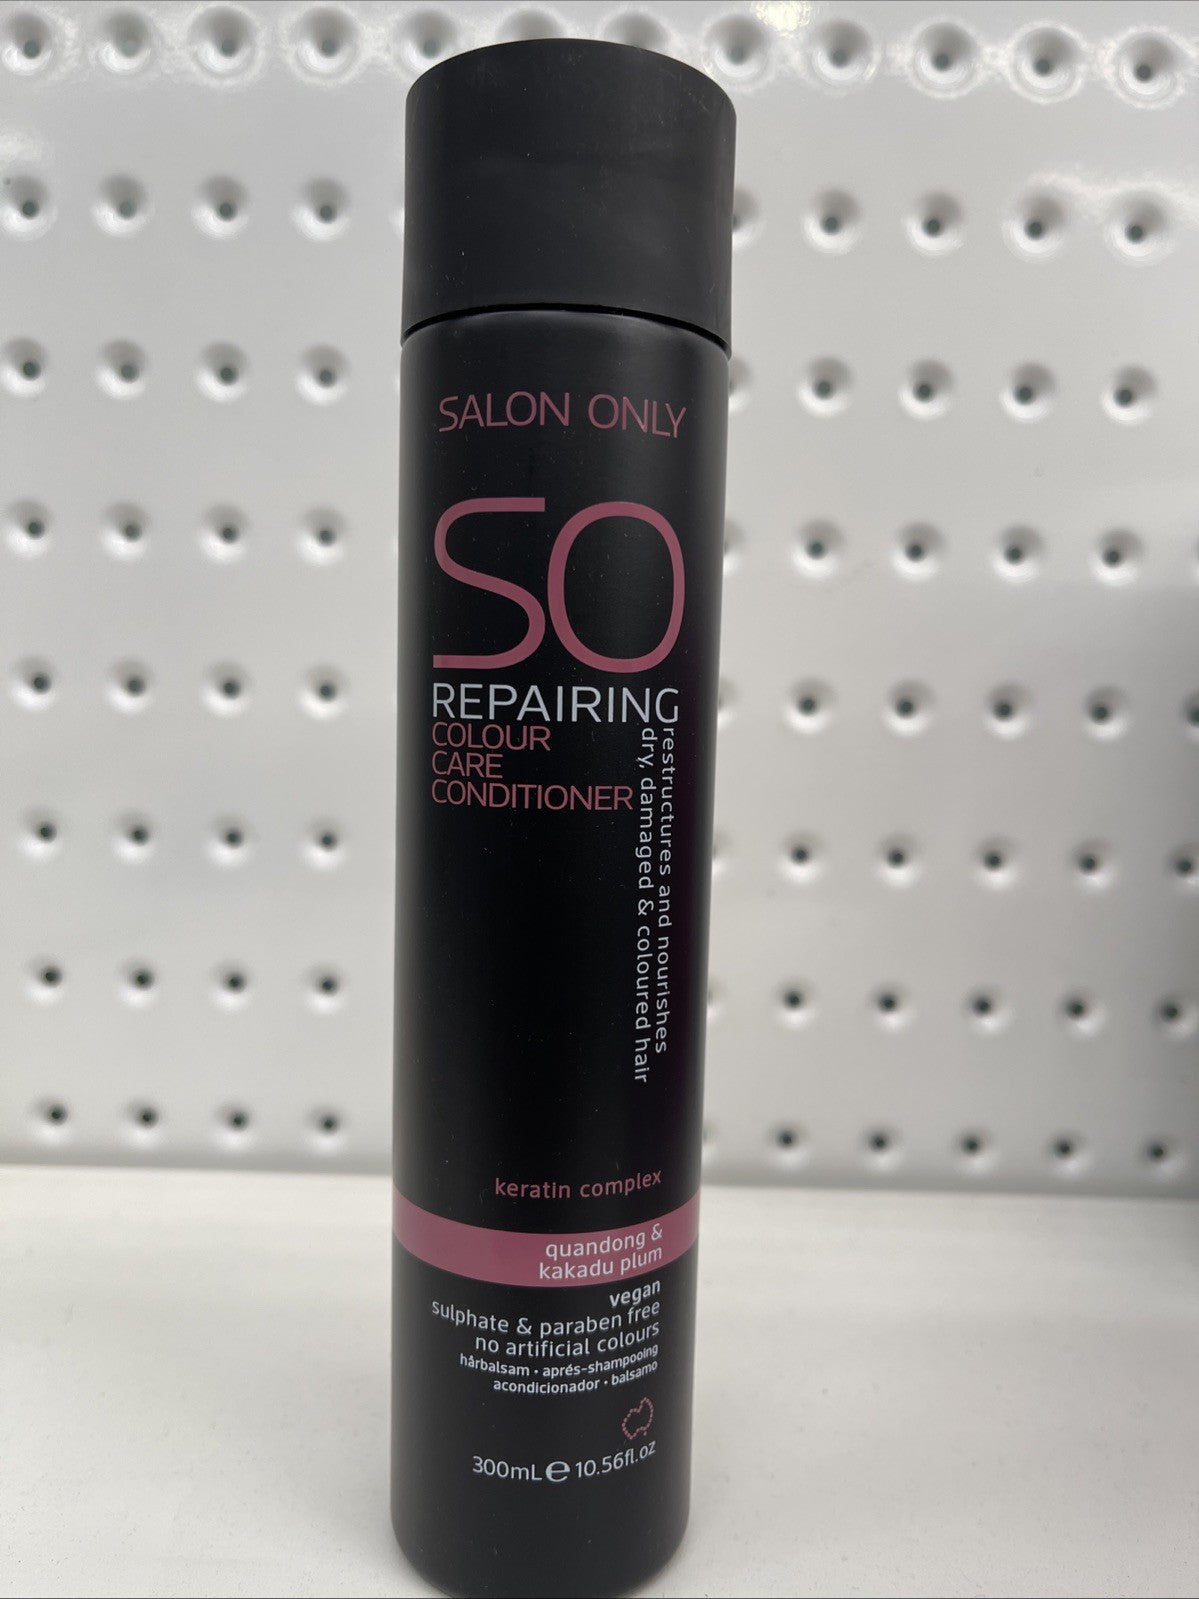 SALON ONLY
SO
REPAIRING
COLOUR
CARE
CONDITIONER
restructures and nourishes
dry, damaged & coloured hair
keratin complex
quandong &
kakadu plum
vegan
sulphate & paraben free
no artificial colours
hårbalsam • aprés-shampooing
acondicionador • balsamo
300mL℮10.56fl.oz